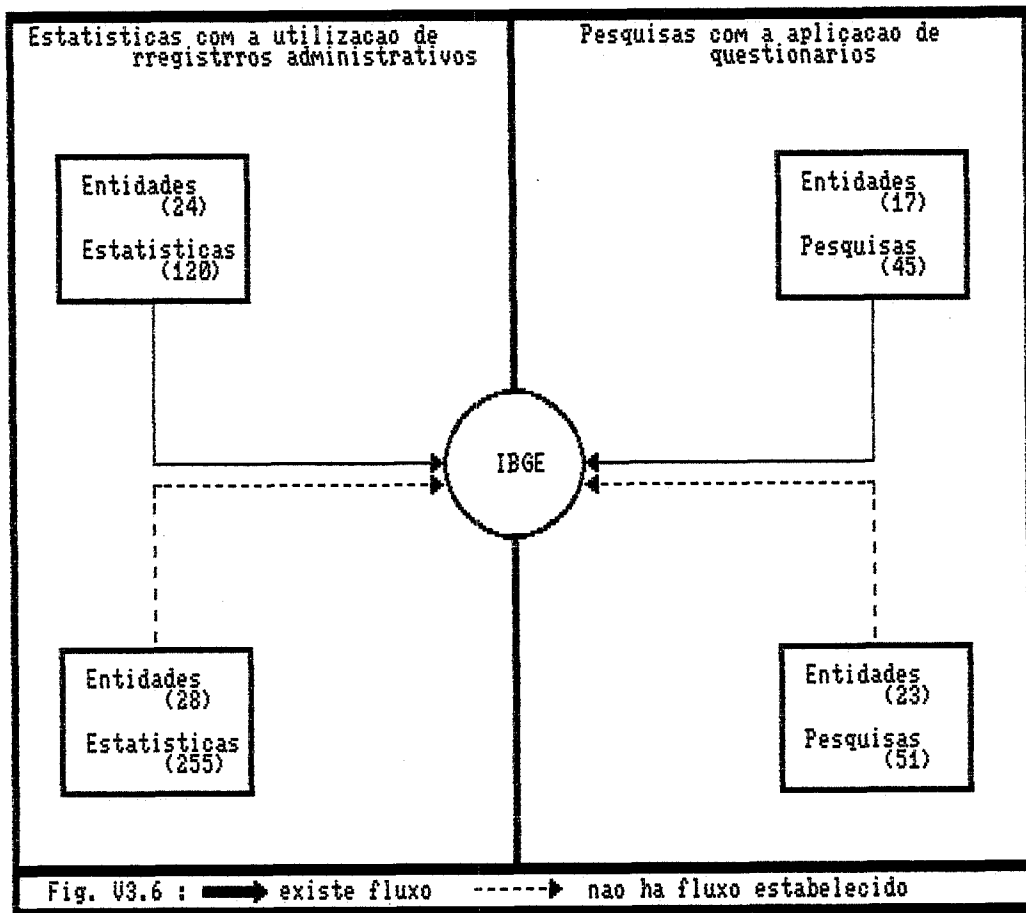 Estatisticas com a utilizacao de
rregistrros administrativos
Pesquisas com a aplicacao de
questionarios
Entidades
(24)
Estatisticas
(120)
Entidades
(17)
Pesquisas
(45)
IBGE
Entidades
(28)
Estatisticas
(255)
Entidades
(23)
Pesquisas
(51)
Fig. V3.6 : existe fluxo nao ha fluxo estabelecido